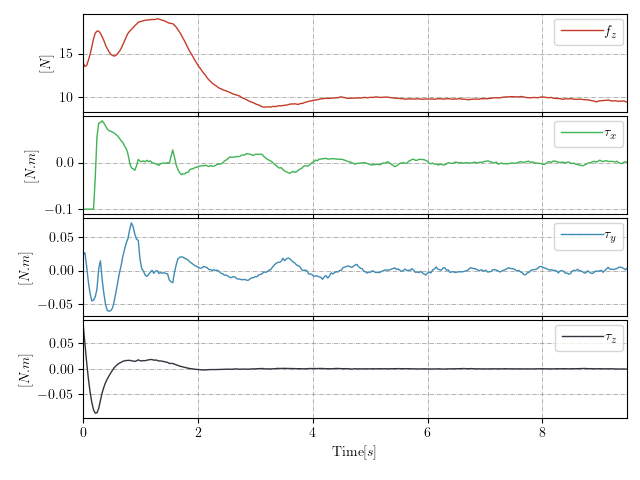 [N]
15
10
f_z
[N.m]
0.0
−0.1
τ_x
[N.m]
0.05
0.00
−0.05
τ_y
[N.m]
0.05
0.00
−0.05
τ_z
0 2 4 6 8
Time[s]